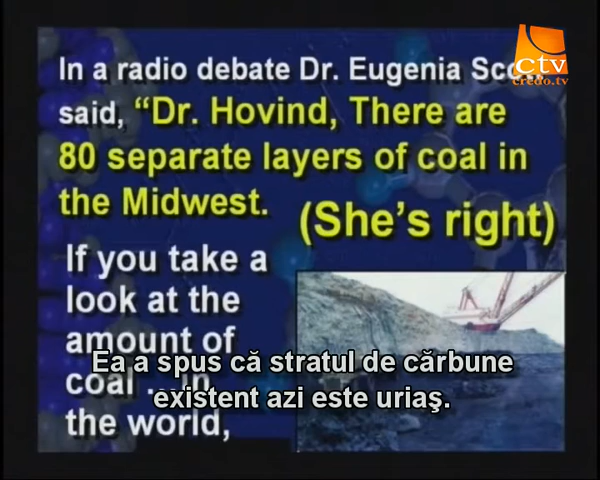 ctv
credo.tv
In a radio debate Dr. Eugenia Scott
said, “Dr. Hovind, There are
80 separate layers of coal in
the Midwest.
(She’s right)
If you take a
look at the
amount of
coal ... in
the world,
Ea a spus că stratul de cărbune
existent azi este uriaş.